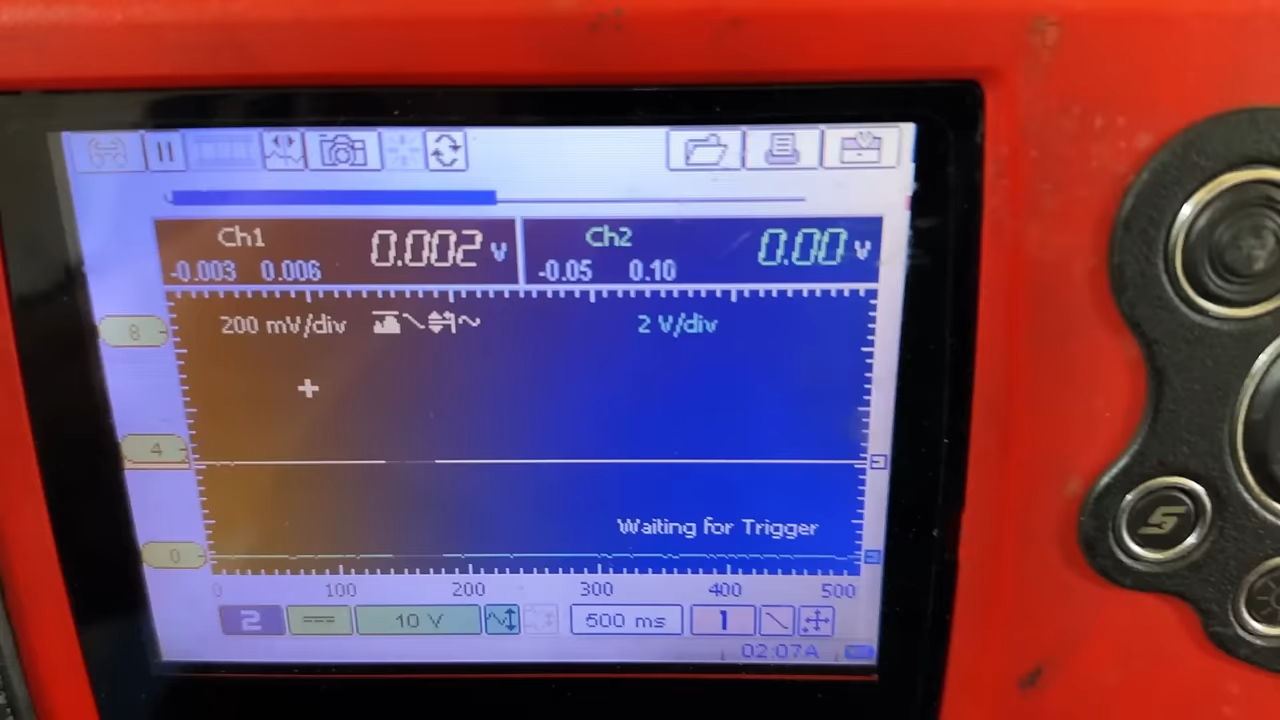 Ch1 0.002 V
-0.003 0.006
Ch2 0.00 V
-0.05 0.10
200 mV/div 2 V/div
8
4
Waiting for Trigger
0
0 100 200 300 400 500
2 10 V 500 ms 1
02:07A